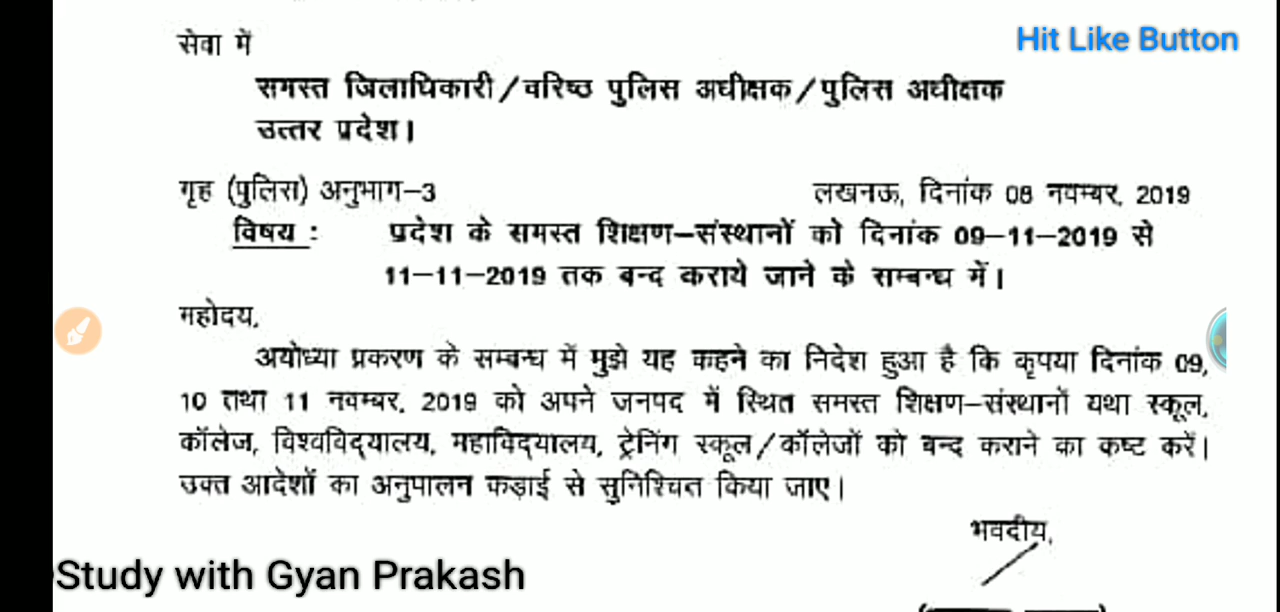 सेवा में
Hit Like Button
समस्त जिलाधिकारी/वरिष्ठ पुलिस अधीक्षक/पुलिस अधीक्षक
उत्तर प्रदेश।
गृह (पुलिस) अनुभाग-3
लखनऊ, दिनांक 08 नवम्बर, 2019
विषय : प्रदेश के समस्त शिक्षण-संस्थानों को दिनांक 09-11-2019 से
11-11-2019 तक बन्द कराये जाने के सम्बन्ध में।
महोदय,
अयोध्या प्रकरण के सम्बन्ध में मुझे यह कहने का निदेश हुआ है कि कृपया दिनांक 09,
10 तथा 11 नवम्बर, 2019 को अपने जनपद में स्थित समस्त शिक्षण-संस्थानों यथा स्कूल,
कॉलेज, विश्वविद्यालय, महाविद्यालय, ट्रेनिंग स्कूल/कॉलेजों को बन्द कराने का कष्ट करें।
उक्त आदेशों का अनुपालन कड़ाई से सुनिश्चित किया जाए।
भवदीय,
Study with Gyan Prakash